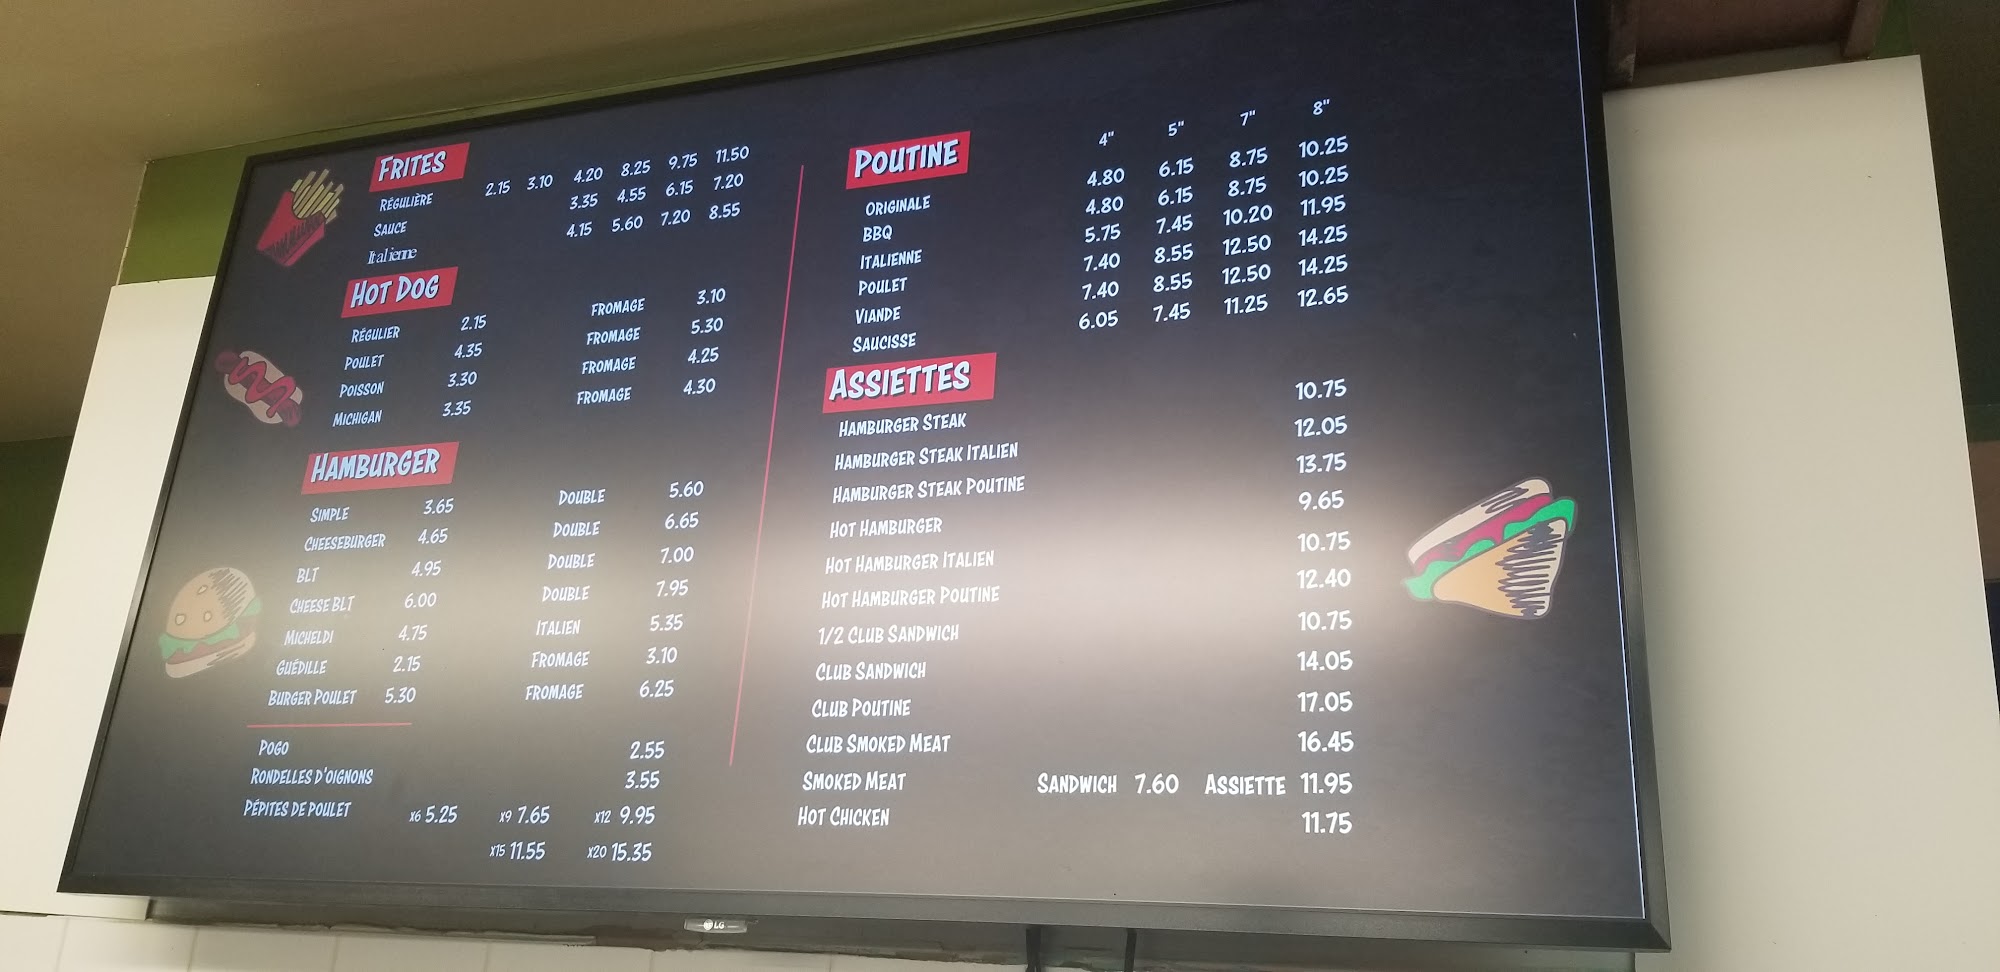 FRITES
RÉGULIÈRE 2.15 3.10 4.20 8.25 9.75 11.50
SAUCE 3.35 4.55 6.15 7.20
Italienne 4.15 5.60 7.20 8.55
HOT DOG
RÉGULIER 2.15 FROMAGE 3.10
POULET 4.35 FROMAGE 5.30
POISSON 3.30 FROMAGE 4.25
MICHIGAN 3.35 FROMAGE 4.30
HAMBURGER
SIMPLE 3.65 DOUBLE 5.60
CHEESEBURGER 4.65 DOUBLE 6.65
BLT 4.95 DOUBLE 7.00
CHEESE BLT 6.00 DOUBLE 7.95
MICHELDI 4.75 ITALIEN 5.35
GUÉDILLE 2.15 FROMAGE 3.10
BURGER POULET 5.30 FROMAGE 6.25
POGO 2.55
RONDELLES D'OIGNONS 3.55
PÉPITES DE POULET X6 5.25 X9 7.65 X12 9.95
X15 11.55 X20 15.35
POUTINE 4" 5" 7" 8"
ORIGINALE 4.80 6.15 8.75 10.25
BBQ 4.80 6.15 8.75 10.25
ITALIENNE 5.75 7.45 10.20 11.95
POULET 7.40 8.55 12.50 14.25
VIANDE 7.40 8.55 12.50 14.25
SAUCISSE 6.05 7.45 11.25 12.65
ASSIETTES
HAMBURGER STEAK 10.75
HAMBURGER STEAK ITALIEN 12.05
HAMBURGER STEAK POUTINE 13.75
HOT HAMBURGER 9.65
HOT HAMBURGER ITALIEN 10.75
HOT HAMBURGER POUTINE 12.40
1/2 CLUB SANDWICH 10.75
CLUB SANDWICH 14.05
CLUB POUTINE 17.05
CLUB SMOKED MEAT 16.45
SMOKED MEAT SANDWICH 7.60 ASSIETTE 11.95
HOT CHICKEN 11.75
LG